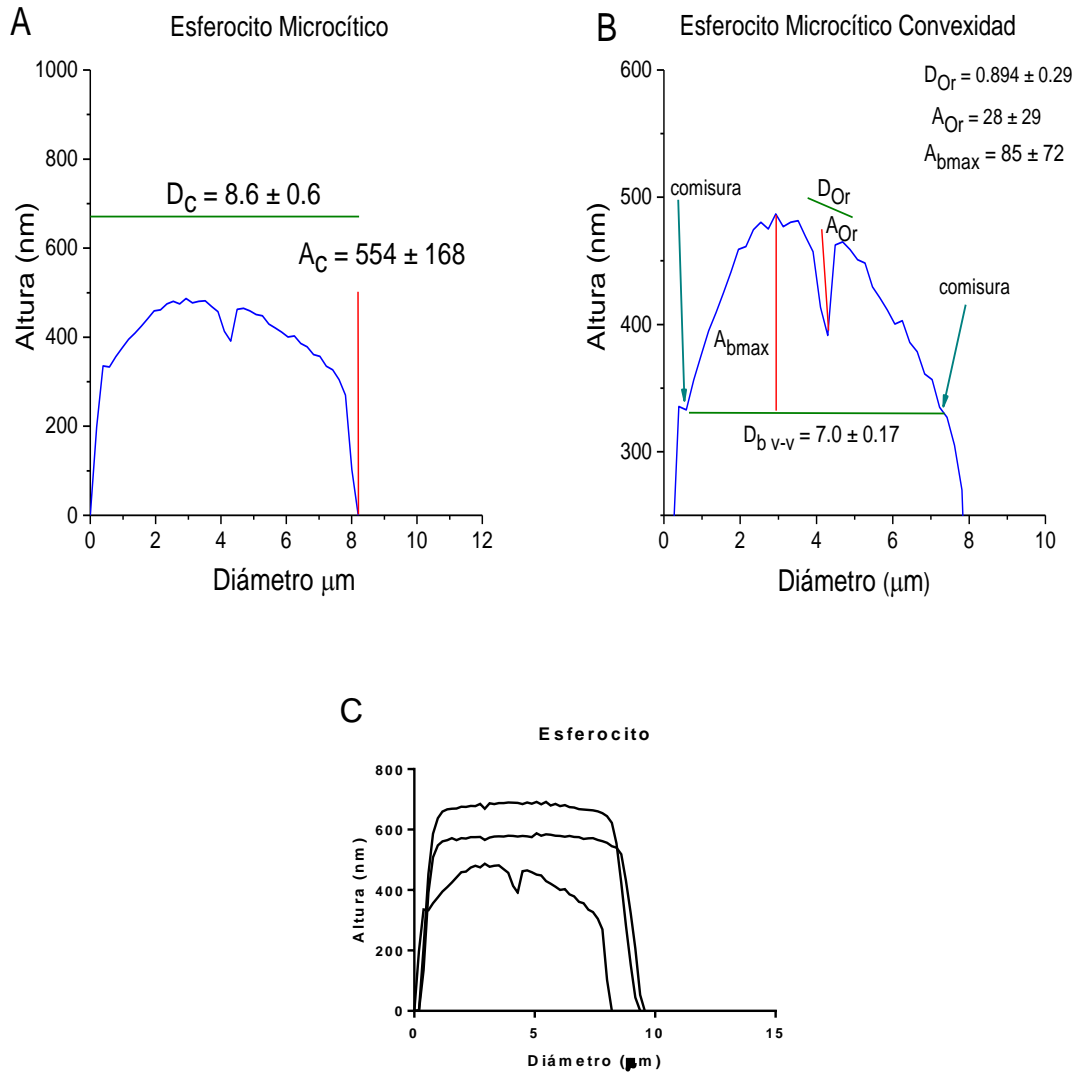 A
Esferocito Microcítico
1000
800
600
400
200
0
Altura (nm)
D_C = 8.6 ± 0.6
A_C = 554 ± 168
0 2 4 6 8 10 12
Diámetro μm
B
Esferocito Microcítico Convexidad
D_Or = 0.894 ± 0.29
A_Or = 28 ± 29
A_bmax = 85 ± 72
600
500
400
300
Altura (nm)
comisura
D_Or
A_Or
comisura
A_bmax
D_b v-v = 7.0 ± 0.17
0 2 4 6 8 10
Diámetro (μm)
C
Esferocito
800
600
400
200
0
Altura (nm)
0 5 10 15
Diámetro (μm)